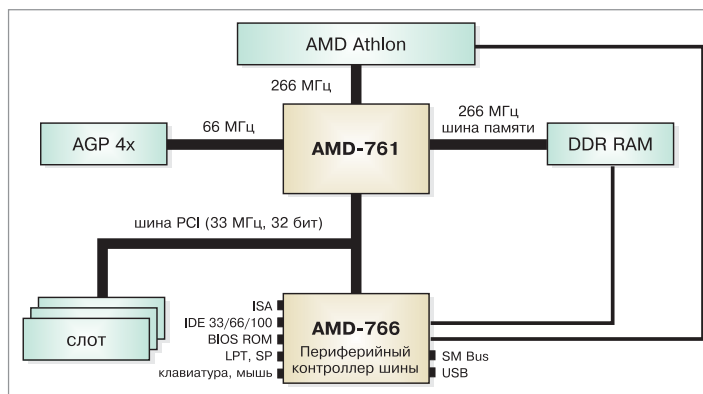 AMD Athlon
266 МГц
66 МГц
266 МГц
шина памяти
AGP 4x
AMD-761
DDR RAM
шина PCI (33 МГц, 32 бит)
слот
ISA
IDE 33/66/100
BIOS ROM
LPT, SP
клавиатура, мышь
AMD-766
Периферийный
контроллер шины
SM Bus
USB